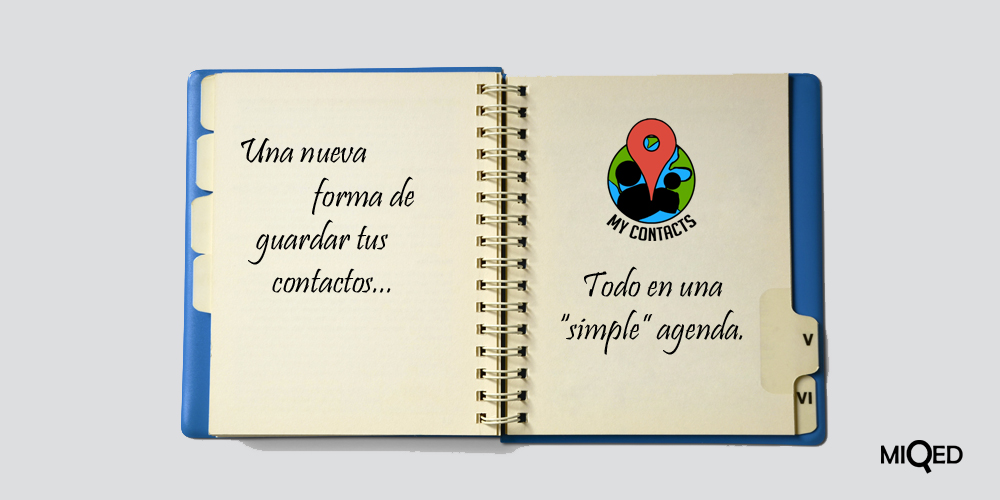 Una nueva
forma de
guardar tus
contactos...
MY CONTACTS
Todo en una
"simple" agenda.
V
VI
MIQED